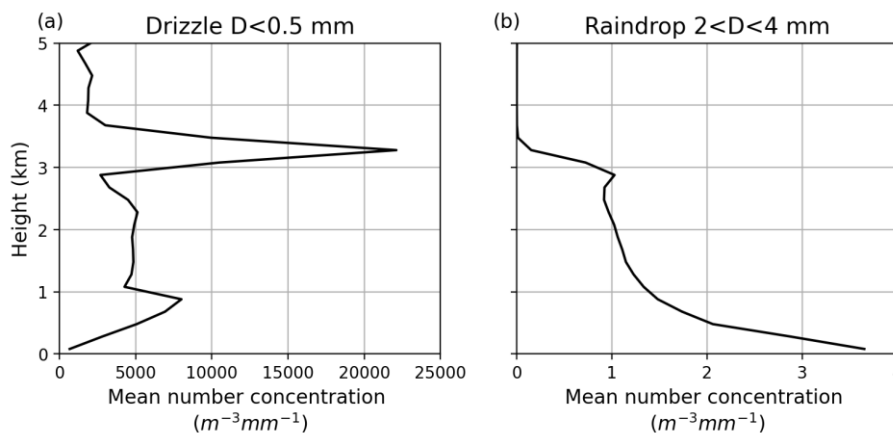 (a)
Drizzle D<0.5 mm
5
4
3
2
1
0
Height (km)
0 5000 10000 15000 20000 25000
Mean number concentration
(m⁻³mm⁻¹)
(b)
Raindrop 2<D<4 mm
0 1 2 3 4
Mean number concentration
(m⁻³mm⁻¹)